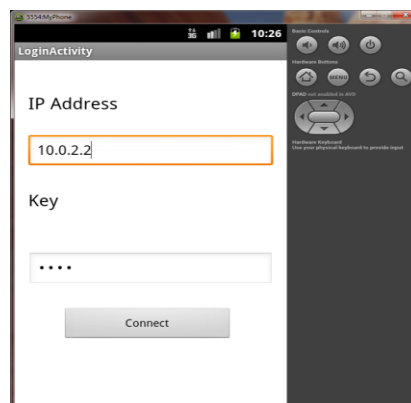 5554:MyPhone
3G
10:26
LoginActivity
IP Address
10.0.2.2
Key
••••
Connect
Basic Controls
Hardware Buttons
MENU
DPAD not enabled in AVD
Hardware Keyboard
Use your physical keyboard to provide input